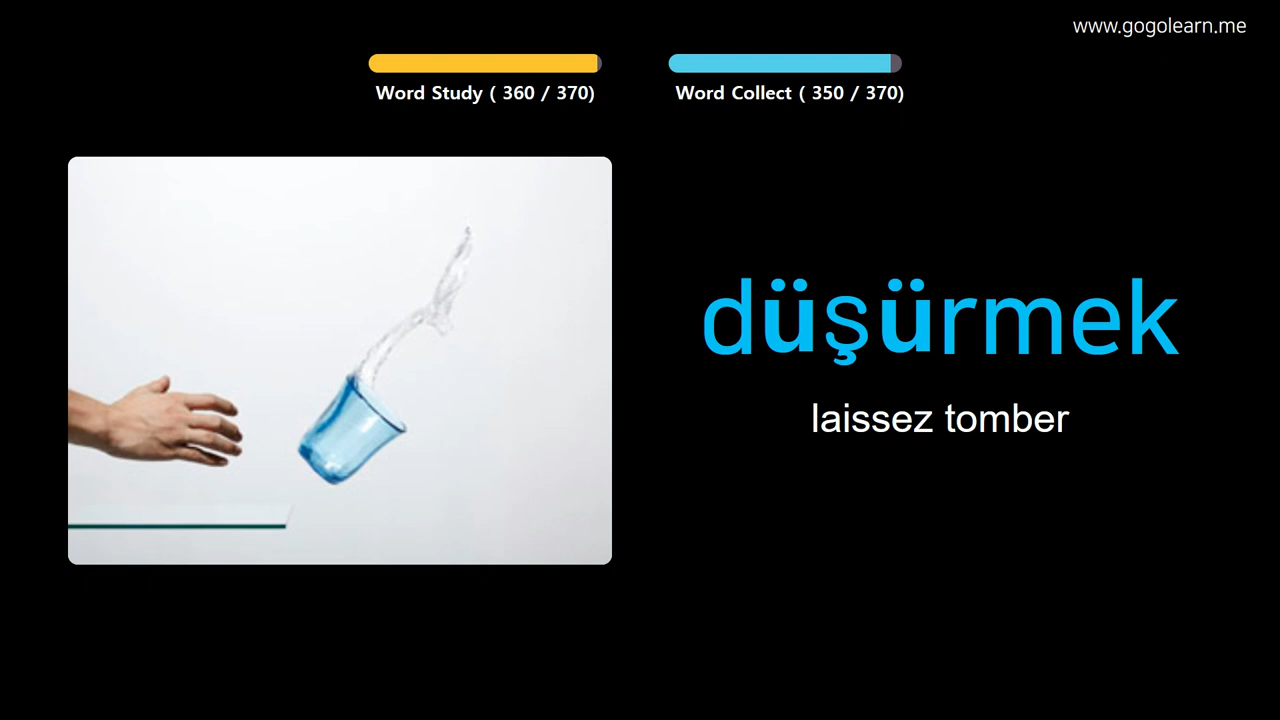 www.gogolearn.me
Word Study ( 360 / 370)
Word Collect ( 350 / 370)
düşürmek
laissez tomber